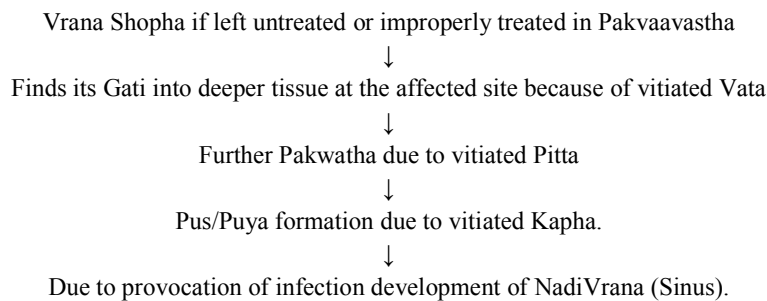 Vrana Shopha if left untreated or improperly treated in Pakvaavastha
↓
Finds its Gati into deeper tissue at the affected site because of vitiated Vata
↓
Further Pakwatha due to vitiated Pitta
↓
Pus/Puya formation due to vitiated Kapha.
↓
Due to provocation of infection development of NadiVrana (Sinus).